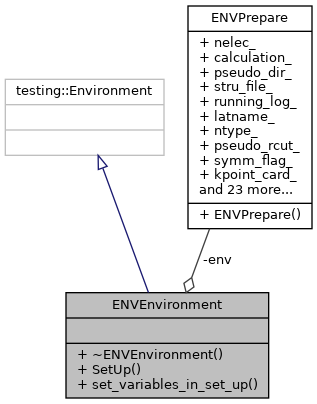 ENVPrepare
+ nelec_
+ calculation_
+ pseudo_dir_
+ stru_file_
+ running_log_
+ latname_
+ ntype_
+ pseudo_rcut_
+ symm_flag_
+ kpoint_card_
and 23 more...
+ ENVPrepare()
testing::Environment
-env
ENVEnvironment
+ ~ENVEnvironment()
+ SetUp()
+ set_variables_in_set_up()